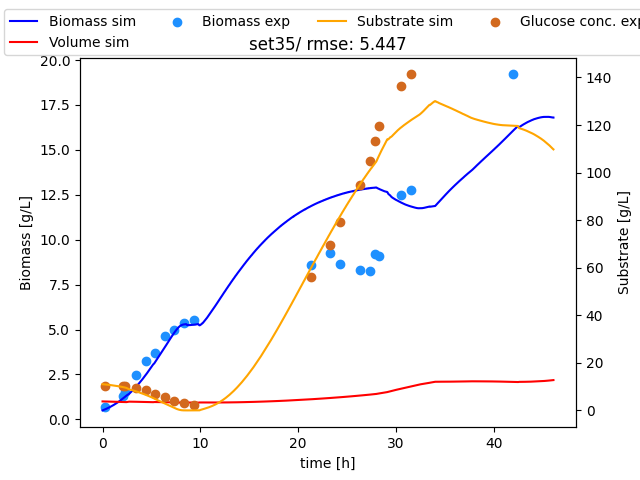 Biomass sim Biomass exp Substrate sim Glucose conc. exp
Volume sim
set35/ rmse: 5.447
20.0
17.5
15.0
12.5
10.0
7.5
5.0
2.5
0.0
Biomass [g/L]
140
120
100
80
60
40
20
0
Substrate [g/L]
0 10 20 30 40
time [h]